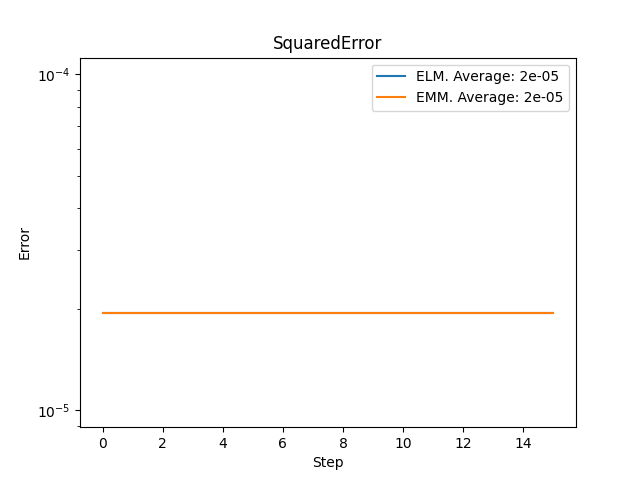 SquaredError
10⁻⁴
ELM. Average: 2e-05
EMM. Average: 2e-05
Error
10⁻⁵
0 2 4 6 8 10 12 14
Step